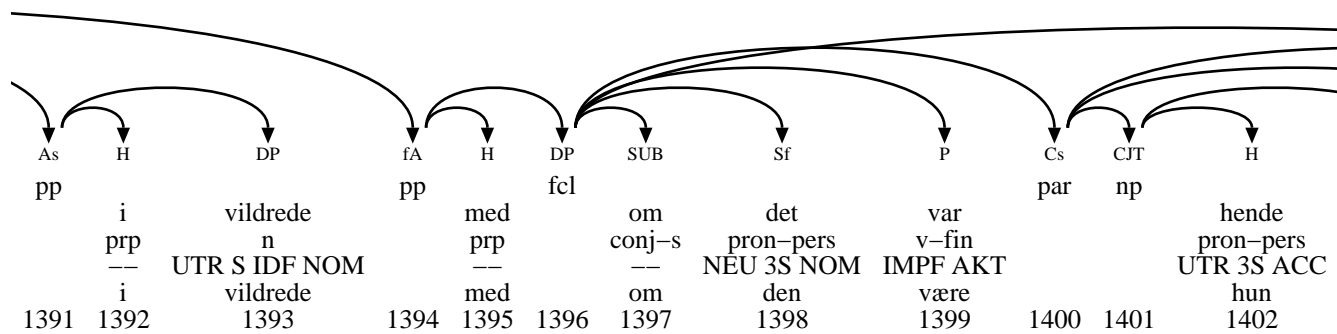 As H DP fA H DP SUB Sf P Cs CJT H
pp pp fcl par np
i vildrede med om det var hende
prp n prp conj−s pron−pers v−fin pron−pers
−− UTR S IDF NOM −− −− NEU 3S NOM IMPF AKT UTR 3S ACC
i vildrede med om den være hun
1391 1392 1393 1394 1395 1396 1397 1398 1399 1400 1401 1402